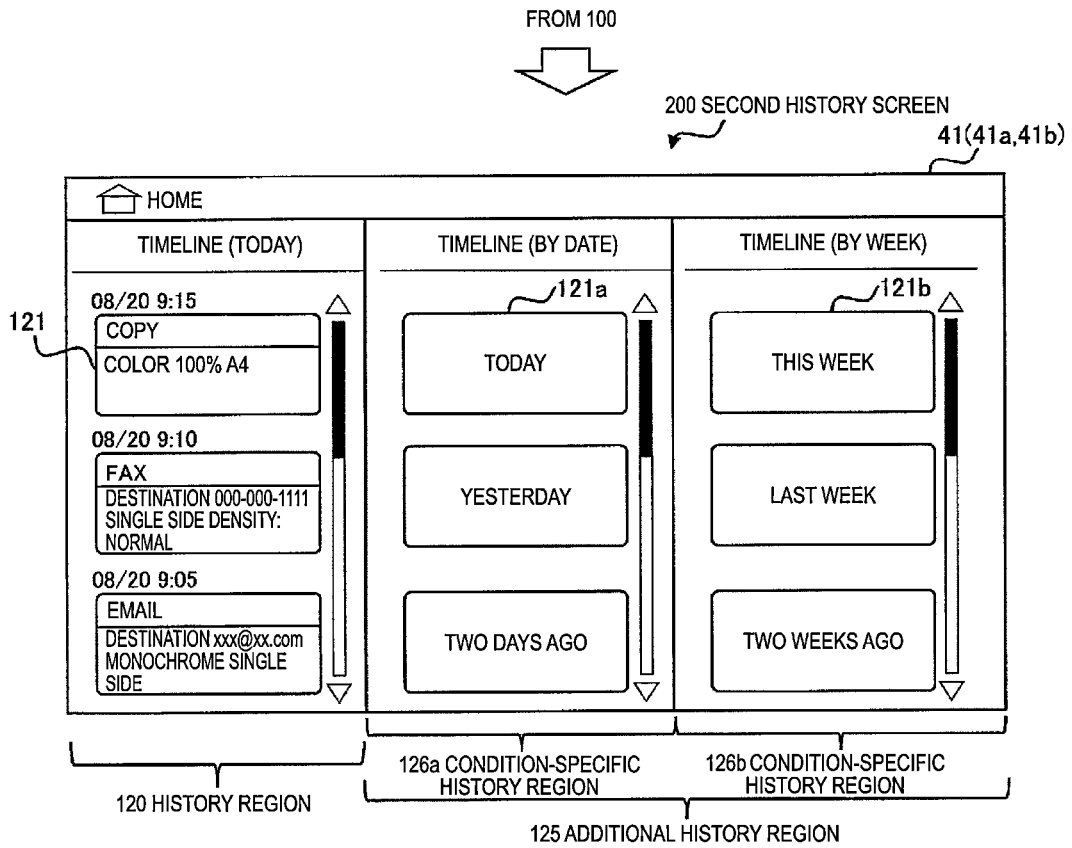 FROM 100
200 SECOND HISTORY SCREEN
41(41a,41b)
HOME
TIMELINE (TODAY)
TIMELINE (BY DATE)
TIMELINE (BY WEEK)
121
08/20 9:15
COPY
COLOR 100% A4
08/20 9:10
FAX
DESTINATION 000-000-1111
SINGLE SIDE DENSITY:
NORMAL
08/20 9:05
EMAIL
DESTINATION xxx@xx.com
MONOCHROME SINGLE
SIDE
121a
TODAY
YESTERDAY
TWO DAYS AGO
121b
THIS WEEK
LAST WEEK
TWO WEEKS AGO
120 HISTORY REGION
126a CONDITION-SPECIFIC
HISTORY REGION
126b CONDITION-SPECIFIC
HISTORY REGION
125 ADDITIONAL HISTORY REGION